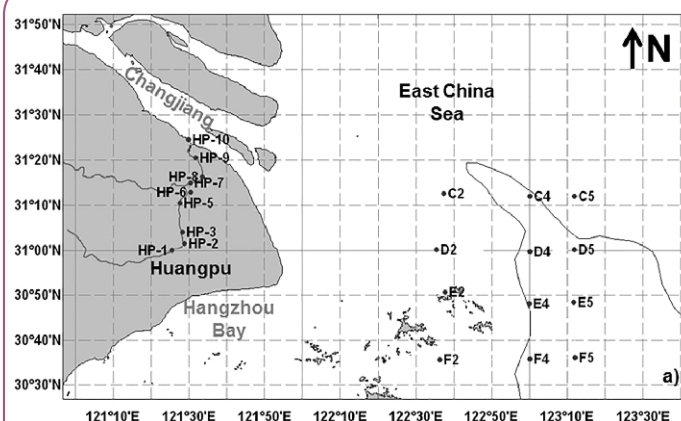 31°50'N
31°40'N
31°30'N
31°20'N
31°10'N
31°00'N
30°50'N
30°40'N
30°30'N
N
Changjiang
East China
Sea
HP-10
HP-9
HP-8
HP-7
HP-6
HP-5
HP-3
HP-2
HP-1
Huangpu
Hangzhou
Bay
C2
C4
C5
D2
D4
D5
E2
E4
E5
F2
F4
F5
a)
121°10'E
121°30'E
121°50'E
122°10'E
122°30'E
122°50'E
123°10'E
123°30'E